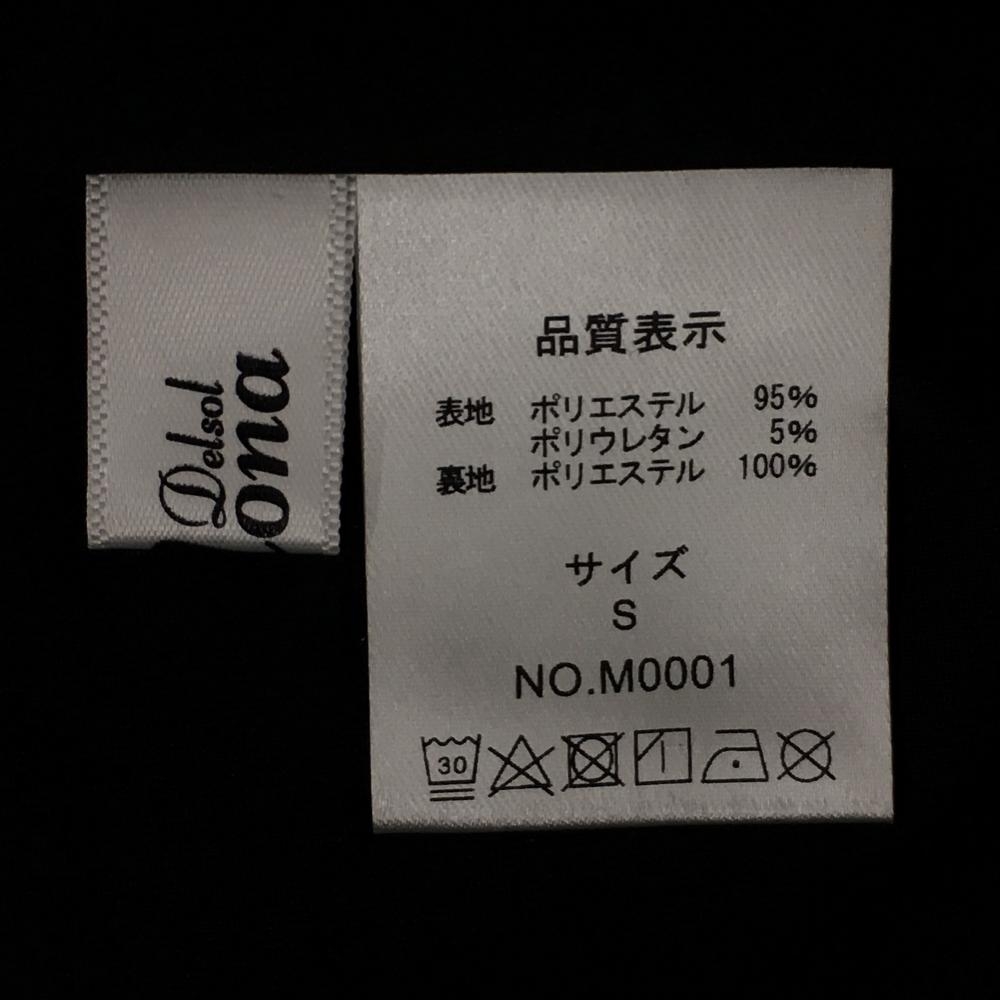 Delsol
ona
品質表示
表地 ポリエステル 95%
ポリウレタン 5%
裏地 ポリエステル 100%
サイズ
S
NO.M0001
30